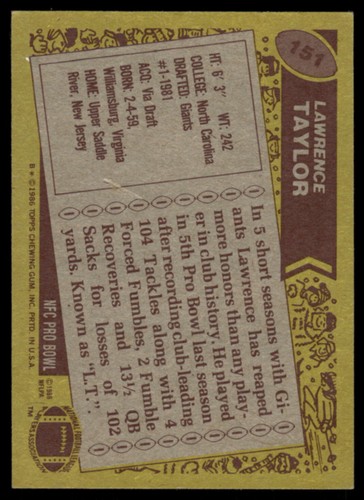 151
LAWRENCE
TAYLOR
HT: 6' 3" WT: 242
COLLEGE: North Carolina
DRAFTED: Giants
#1-1981
ACQ: Via Draft
BORN: 2-4-59,
Williamsburg, Virginia
HOME: Upper Saddle
River, New Jersey
In 5 short seasons with Gi-
ants Lawrence has reaped
more honors than any play-
er in club history. He played
in 5th Pro Bowl last season
after recording club-leading
104 Tackles along with 4
Forced Fumbles, 2 Fumble
Recoveries and 13½ QB
Sacks for losses of 102
yards. Known as "L.T."
B * © 1986 TOPPS CHEWING GUM, INC. PRTD. IN U.S.A.
NFC PRO BOWL
© 1986
NFLPA
TM